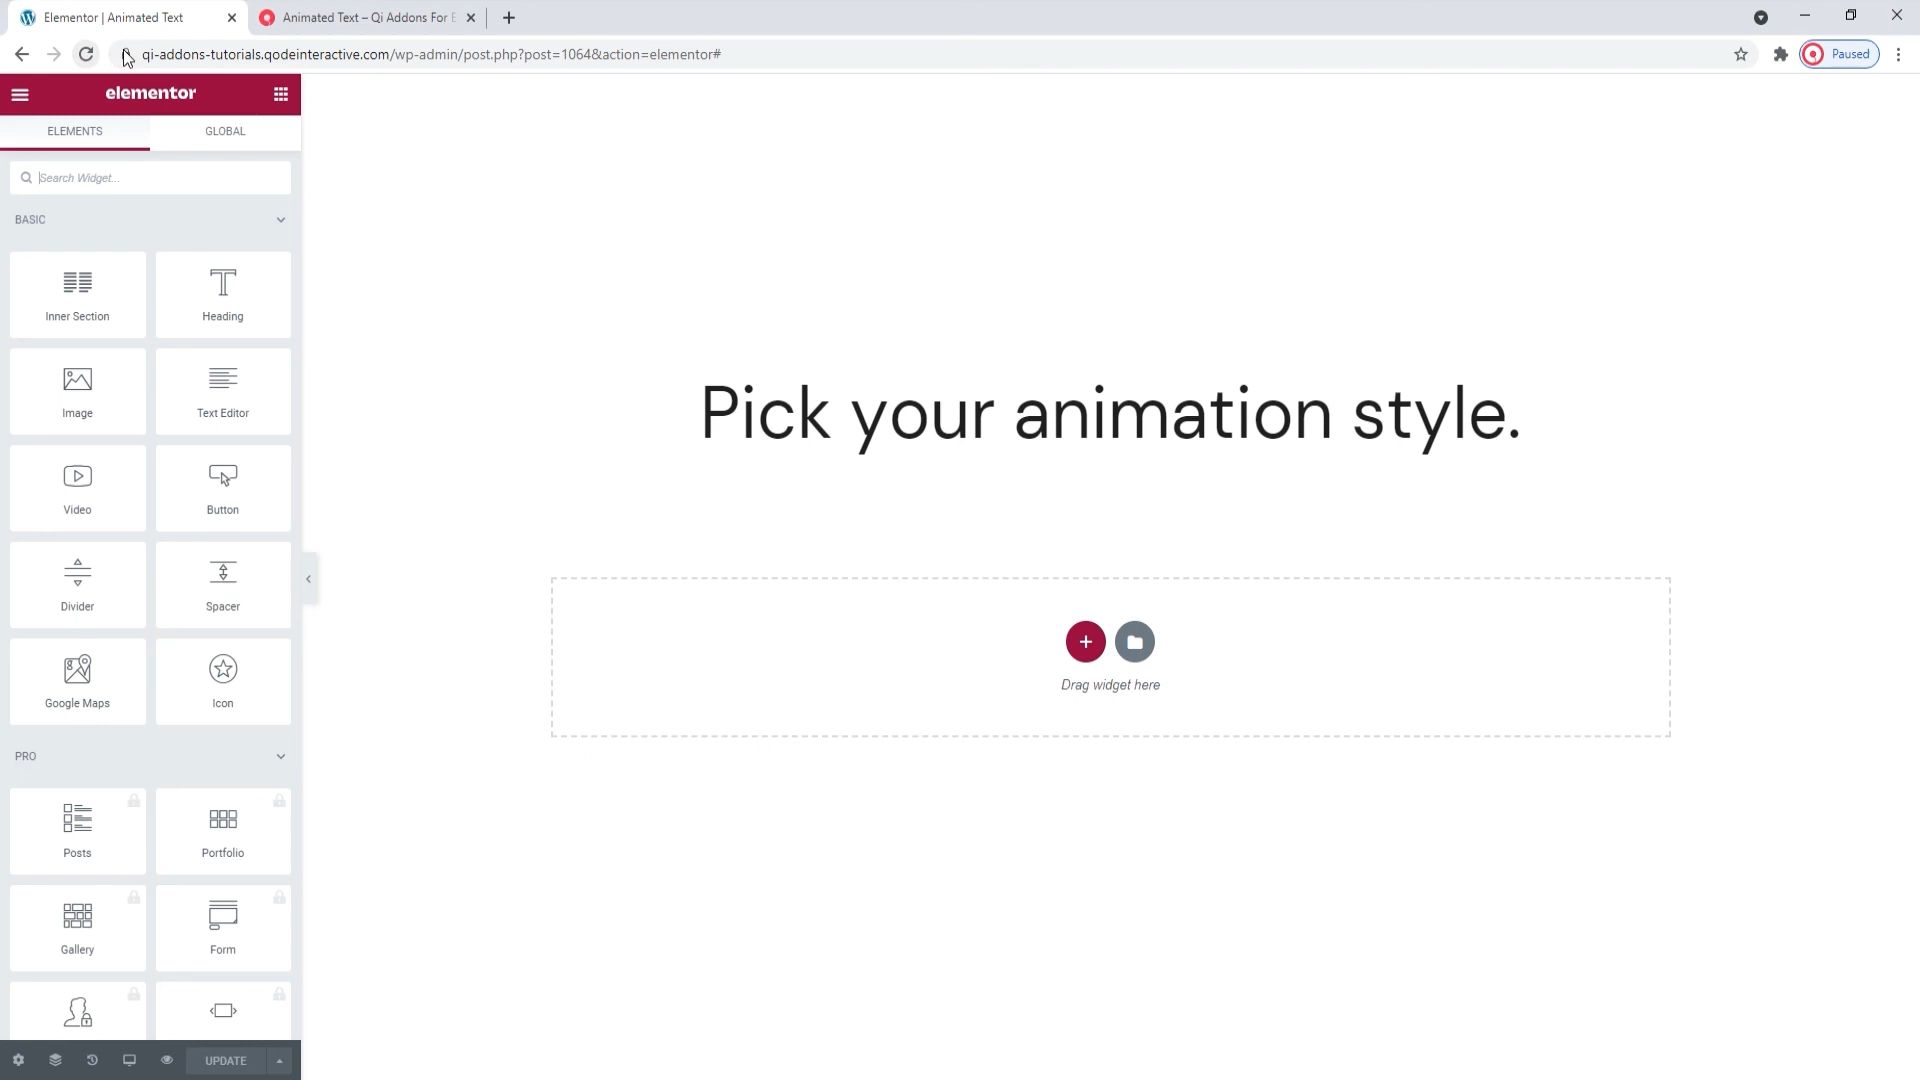 Elementor | Animated Text
Animated Text – Qi Addons For E
qi-addons-tutorials.qodeinteractive.com/wp-admin/post.php?post=1064&action=elementor#
Paused
elementor
ELEMENTS
GLOBAL
Search Widget...
BASIC
Inner Section
Heading
Image
Text Editor
Video
Button
Divider
Spacer
Google Maps
Icon
PRO
Posts
Portfolio
Gallery
Form
UPDATE
Pick your animation style.
Drag widget here